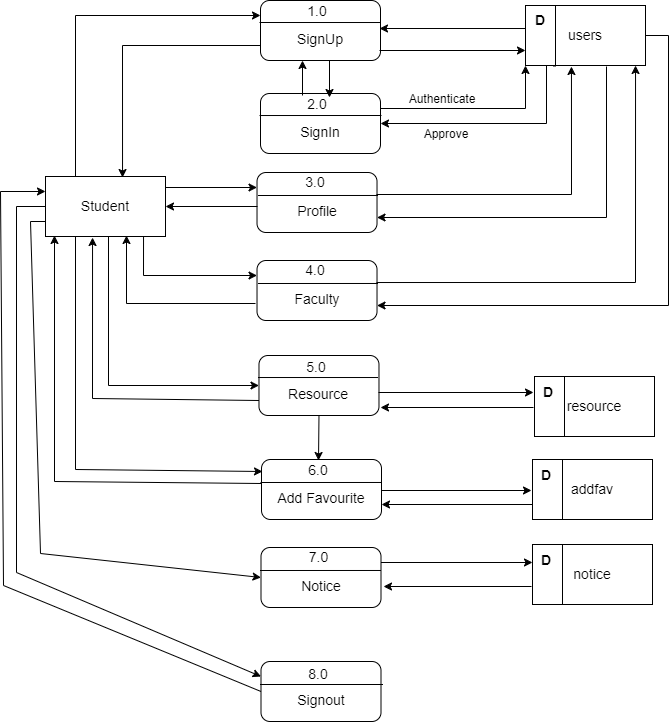 1.0
SignUp
D
users
2.0
SignIn
Authenticate
Approve
3.0
Profile
Student
4.0
Faculty
5.0
Resource
D
resource
6.0
Add Favourite
D
addfav
7.0
Notice
D
notice
8.0
Signout